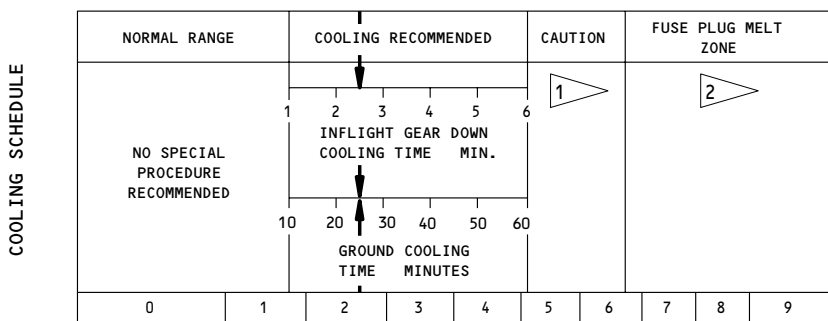 COOLING SCHEDULE
NORMAL RANGE
COOLING RECOMMENDED
CAUTION
FUSE PLUG MELT
ZONE
1
2
1 2 3 4 5 6
INFLIGHT GEAR DOWN
COOLING TIME MIN.
NO SPECIAL
PROCEDURE
RECOMMENDED
10 20 30 40 50 60
GROUND COOLING
TIME MINUTES
0 1 2 3 4 5 6 7 8 9